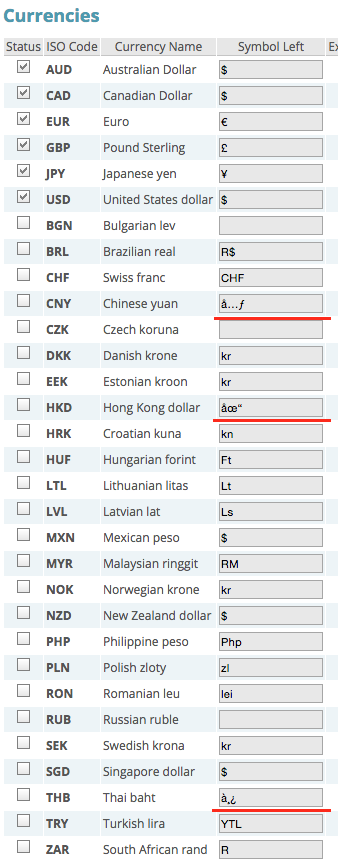 Currencies
Status ISO Code Currency Name Symbol Left Ex
AUD Australian Dollar $
CAD Canadian Dollar $
EUR Euro €
GBP Pound Sterling £
JPY Japanese yen ¥
USD United States dollar $
BGN Bulgarian lev
BRL Brazilian real R$
CHF Swiss franc CHF
CNY Chinese yuan å…ƒ
CZK Czech koruna
DKK Danish krone kr
EEK Estonian kroon kr
HKD Hong Kong dollar åœ“
HRK Croatian kuna kn
HUF Hungarian forint Ft
LTL Lithuanian litas Lt
LVL Latvian lat Ls
MXN Mexican peso $
MYR Malaysian ringgit RM
NOK Norwegian krone kr
NZD New Zealand dollar $
PHP Philippine peso Php
PLN Polish zloty zl
RON Romanian leu lei
RUB Russian ruble
SEK Swedish krona kr
SGD Singapore dollar $
THB Thai baht à¸¿
TRY Turkish lira YTL
ZAR South African rand R